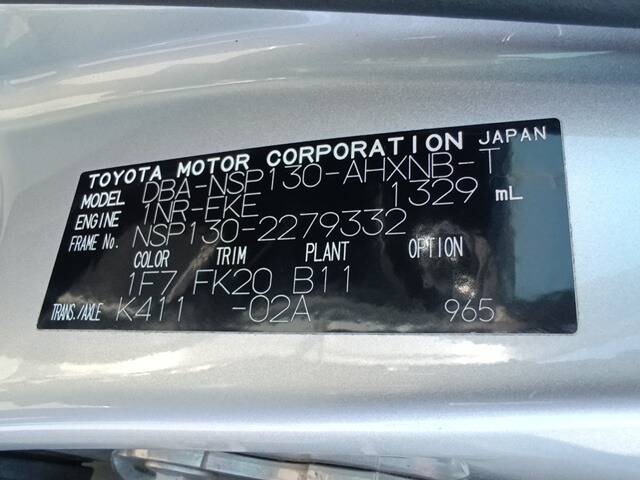 TOYOTA MOTOR CORPORATION JAPAN
MODEL DBA-NSP130-AHXNB-T
ENGINE 1NR-FKE 1329 mL
FRAME No. NSP130-2279332
COLOR TRIM PLANT OPTION
1F7 FK20 B11
TRANS./AXLE K411 -02A 965